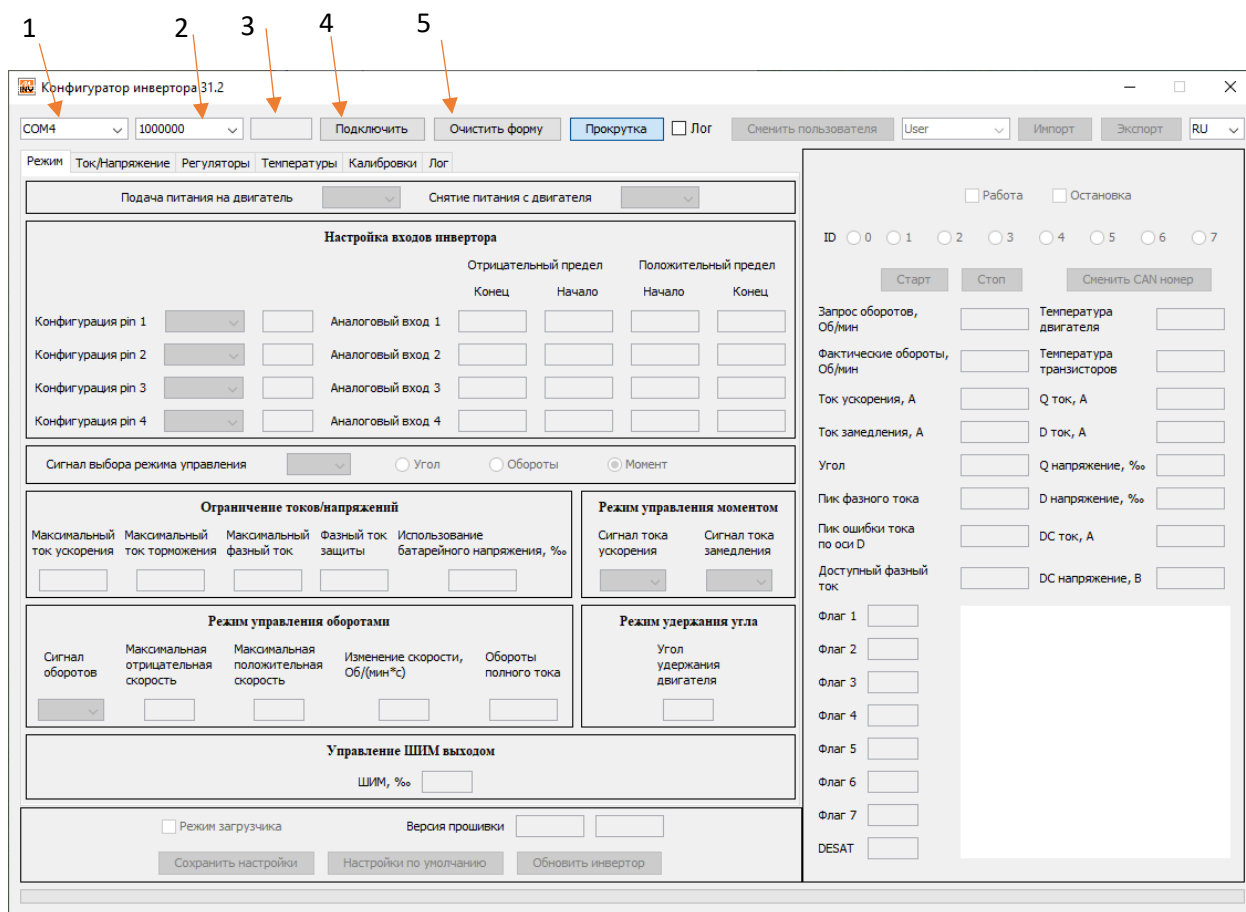 1 2 3 4 5
Конфигуратор инвертора 31.2
COM4 1000000 Подключить Очистить форму Прокрутка Лог Сменить пользователя User Импорт Экспорт RU
Режим Ток/Напряжение Регуляторы Температуры Калибровки Лог
Подача питания на двигатель Снятие питания с двигателя
Настройка входов инвертора
Отрицательный предел Положительный предел
Конец Начало Начало Конец
Конфигурация pin 1 Аналоговый вход 1
Конфигурация pin 2 Аналоговый вход 2
Конфигурация pin 3 Аналоговый вход 3
Конфигурация pin 4 Аналоговый вход 4
Сигнал выбора режима управления Угол Обороты Момент
Ограничение токов/напряжений
Максимальный Максимальный Максимальный Фазный ток Использование
ток ускорения ток торможения фазный ток защиты батарейного напряжения, ‰
Режим управления моментом
Сигнал тока Сигнал тока
ускорения замедления
Режим управления оборотами
Сигнал
оборотов
Максимальная
отрицательная
скорость
Максимальная
положительная
скорость
Изменение скорости,
Об/(мин*с)
Обороты
полного тока
Режим удержания угла
Угол
удержания
двигателя
Управление ШИМ выходом
ШИМ, ‰
Режим загрузчика Версия прошивки
Сохранить настройки Настройки по умолчанию Обновить инвертор
Работа Остановка
ID 0 1 2 3 4 5 6 7
Старт Стоп Сменить CAN номер
Запрос оборотов, Температура
Об/мин двигателя
Фактические обороты, Температура
Об/мин транзисторов
Ток ускорения, А Q ток, А
Ток замедления, А D ток, А
Угол Q напряжение, ‰
Пик фазного тока D напряжение, ‰
Пик ошибки тока
по оси D DC ток, А
Доступный фазный
ток DC напряжение, В
Флаг 1
Флаг 2
Флаг 3
Флаг 4
Флаг 5
Флаг 6
Флаг 7
DESAT